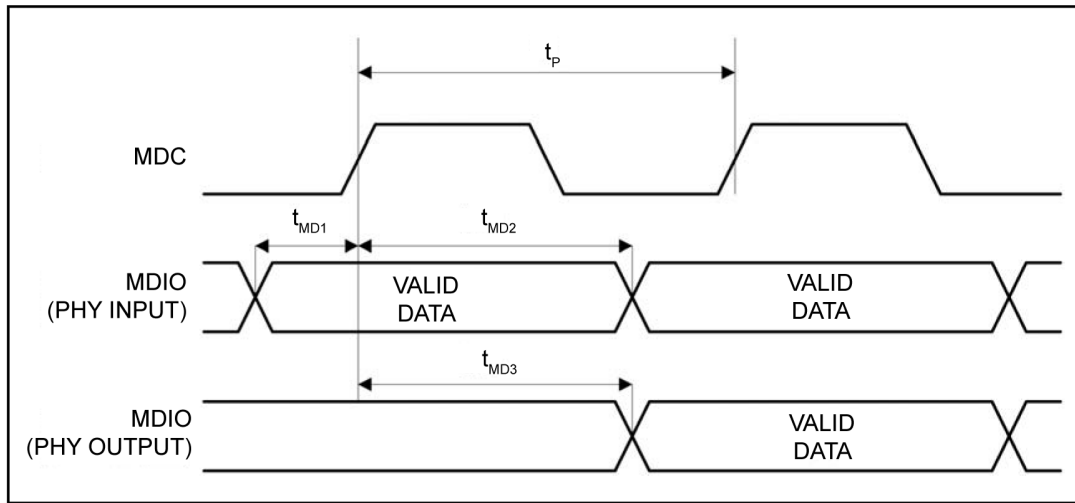 tP
MDC
tMD1
tMD2
MDIO
(PHY INPUT)
VALID
DATA
VALID
DATA
tMD3
MDIO
(PHY OUTPUT)
VALID
DATA